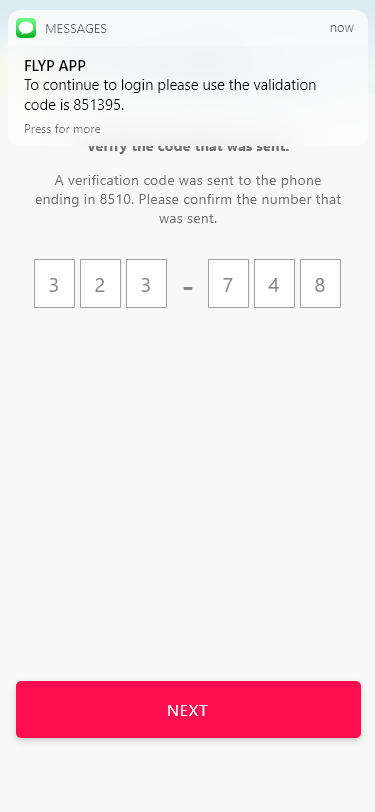 MESSAGES
now
FLYP APP
To continue to login please use the validation
code is 851395.
Press for more
Verify the code that was sent.
A verification code was sent to the phone
ending in 8510. Please confirm the number that
was sent.
3 2 3 - 7 4 8
NEXT